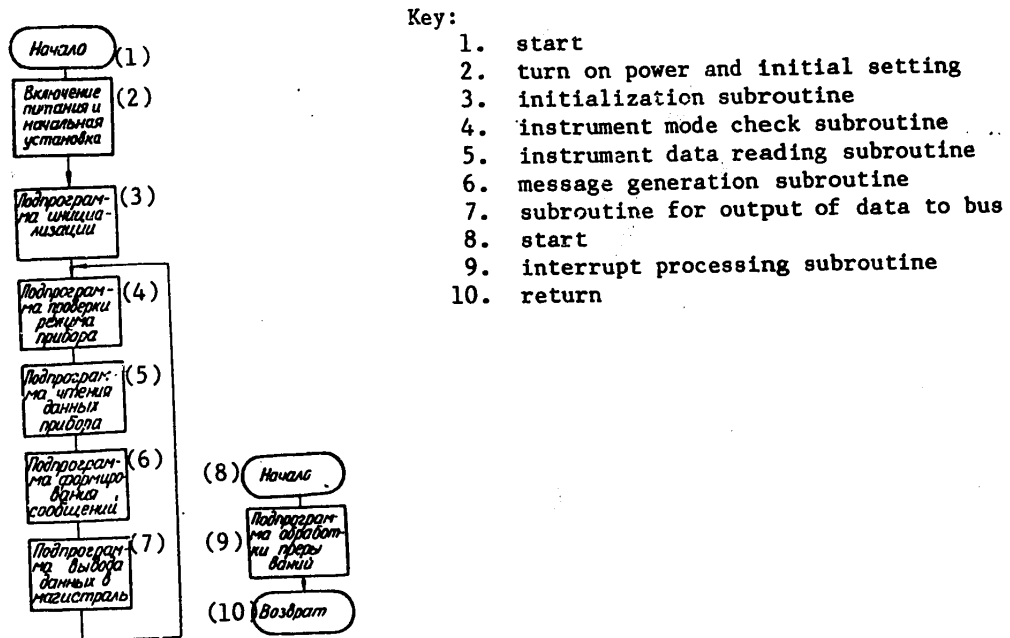 Key:
1. start
2. turn on power and initial setting
3. initialization subroutine
4. instrument mode check subroutine
5. instrument data reading subroutine
6. message generation subroutine
7. subroutine for output of data to bus
8. start
9. interrupt processing subroutine
10. return
Начало
(1)
Включение
питания и
начальная
установка
(2)
Подпрограм-
ма инициа-
лизации
(3)
Подпрограм-
ма проверки
режима
прибора
(4)
Подпрограм-
ма чтения
данных
прибора
(5)
Подпрограм-
ма формиро
вания
сообщений
(6)
Подпрограм-
ма вывода
данных в
магистраль
(7)
(8)
Начало
(9)
Подпрограм-
ма обработ-
ки преры
ваний
(10)
Возврат